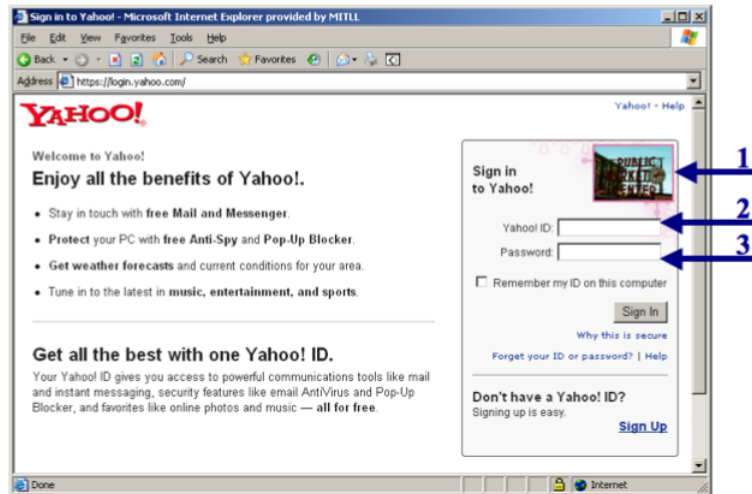 Sign in to Yahoo! - Microsoft Internet Explorer provided by MITLL
File Edit View Favorites Tools Help
Back Search Favorites
Address https://login.yahoo.com/
YAHOO!
Yahoo! - Help
Welcome to Yahoo!
Enjoy all the benefits of Yahoo!.
• Stay in touch with free Mail and Messenger.
• Protect your PC with free Anti-Spy and Pop-Up Blocker.
• Get weather forecasts and current conditions for your area.
• Tune in to the latest in music, entertainment, and sports.
Get all the best with one Yahoo! ID.
Your Yahoo! ID gives you access to powerful communications tools like mail
and instant messaging, security features like email AntiVirus and Pop-Up
Blocker, and favorites like online photos and music — all for free.
Sign in
to Yahoo!
PUBLIC
MARKET
CENTER
1
Yahoo! ID:
2
Password:
3
Remember my ID on this computer
Sign In
Why this is secure
Forget your ID or password? | Help
Don't have a Yahoo! ID?
Signing up is easy.
Sign Up
Done
Internet